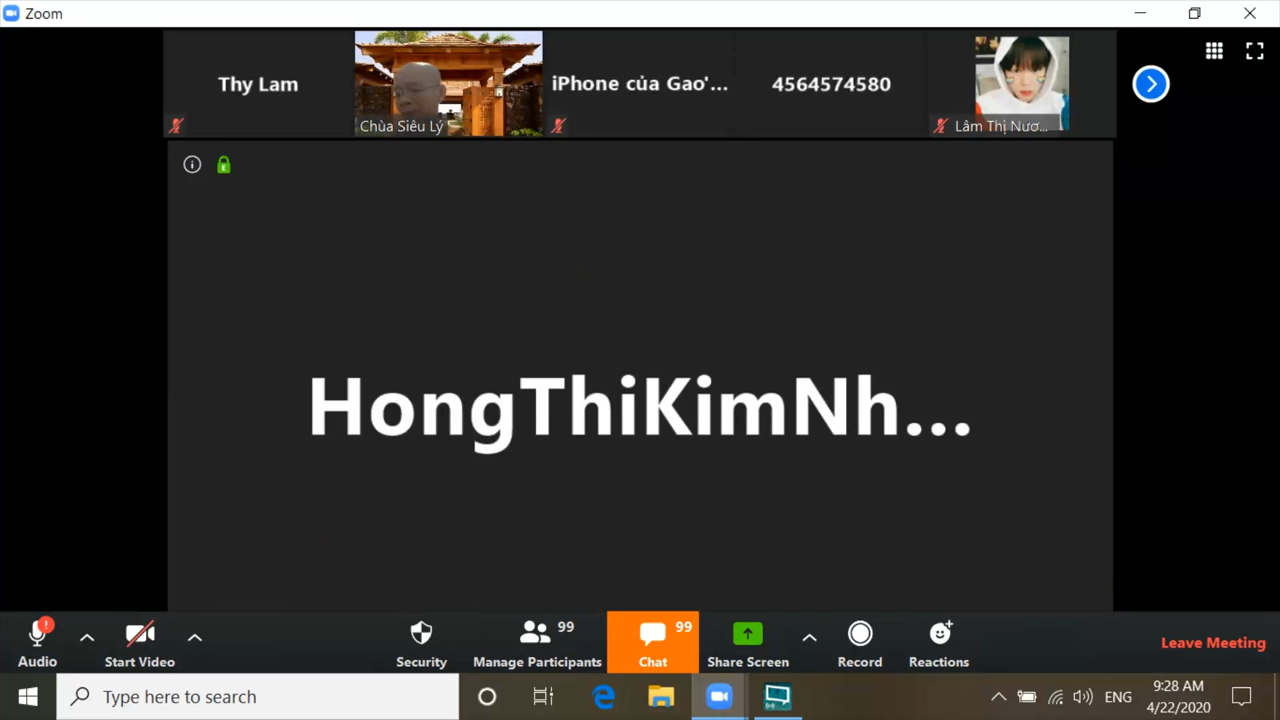 Zoom
Thy Lam
Chùa Siêu Lý
iPhone của Gao'...
4564574580
Lâm Thị Nươ...
E
HongThiKimNh...
Audio
Start Video
Security
Manage Participants
99
Chat
99
Share Screen
Record
Reactions
Leave Meeting
Type here to search
ENG
9:28 AM
4/22/2020